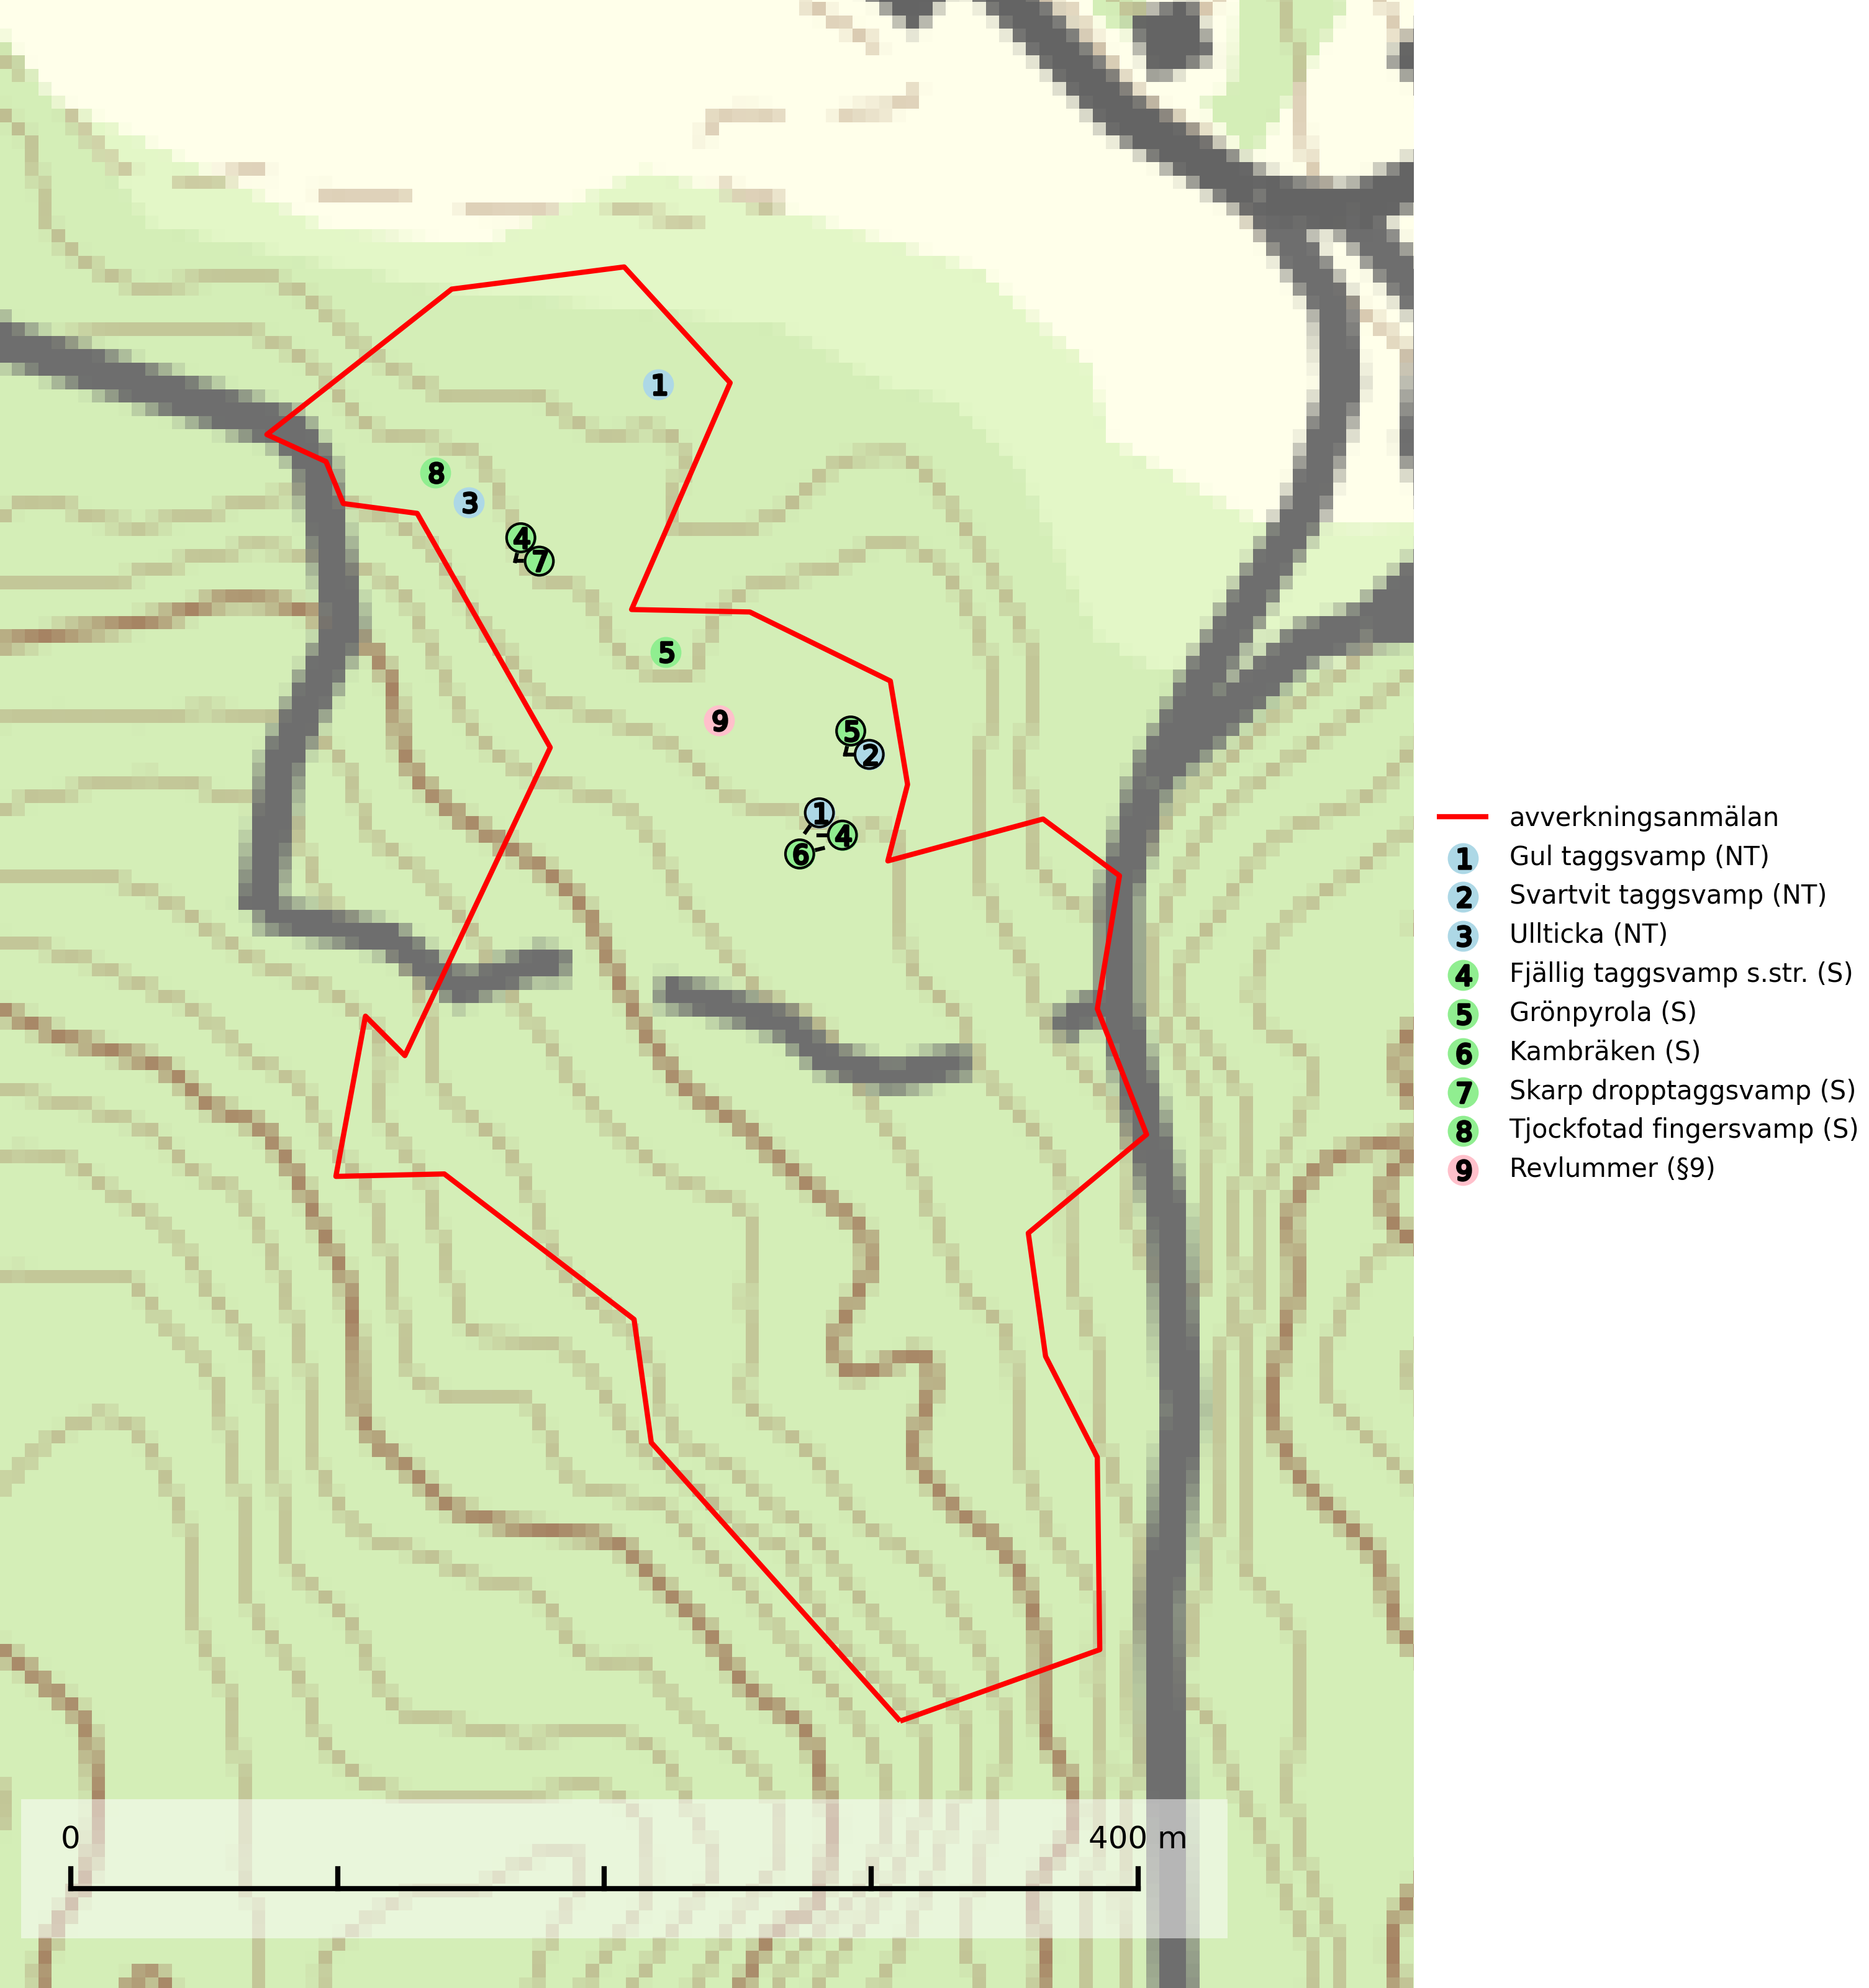 1
8
3
4
7
5
9
5
2
1
4
6
avverkningsanmälan
1 Gul taggsvamp (NT)
2 Svartvit taggsvamp (NT)
3 Ullticka (NT)
4 Fjällig taggsvamp s.str. (S)
5 Grönpyrola (S)
6 Kambräken (S)
7 Skarp dropptaggsvamp (S)
8 Tjockfotad fingersvamp (S)
9 Revlummer (§9)
0 400 m